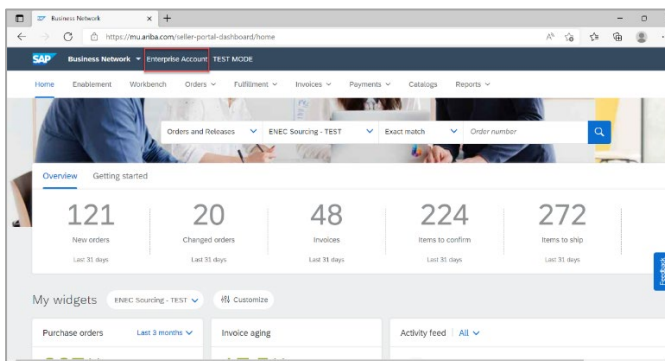 Business Network
https://mu.ariba.com/seller-portal-dashboard/home
SAP Business Network Enterprise Account TEST MODE
Home Enablement Workbench Orders Fulfillment Invoices Payments Catalogs Reports
Orders and Releases ENEC Sourcing - TEST Exact match Order number
Overview Getting started
121 20 48 224 272
New orders Changed orders Invoices Items to confirm Items to ship
Last 31 days Last 31 days Last 31 days Last 31 days Last 31 days
Feedback
My widgets ENEC Sourcing - TEST Customize
Purchase orders Last 3 months Invoice aging Activity feed All